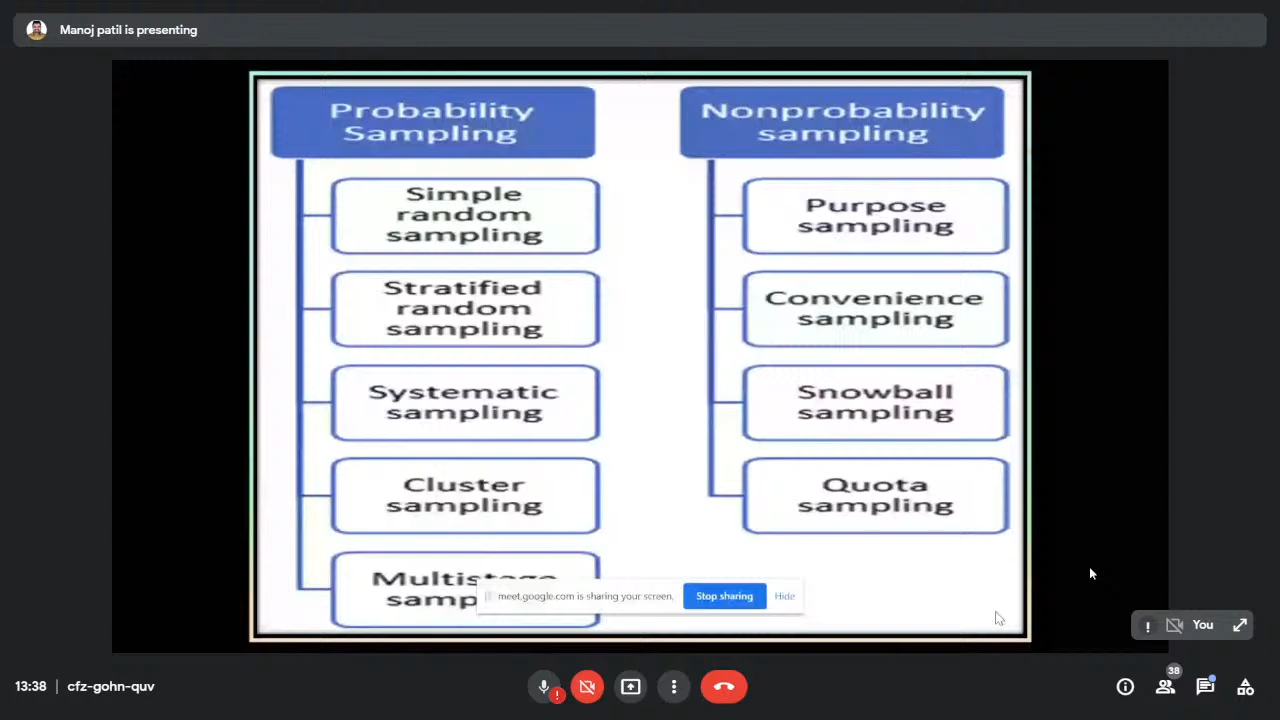 Manoj patil is presenting
Probability
Sampling
Simple
random
sampling
Stratified
random
sampling
Systematic
sampling
Cluster
sampling
Nonprobability
sampling
Purpose
sampling
Convenience
sampling
Snowball
sampling
Quota
sampling
meet.google.com is sharing your screen.
Stop sharing
Hide
! You
13:38 | cfz-gohn-quv
!
38